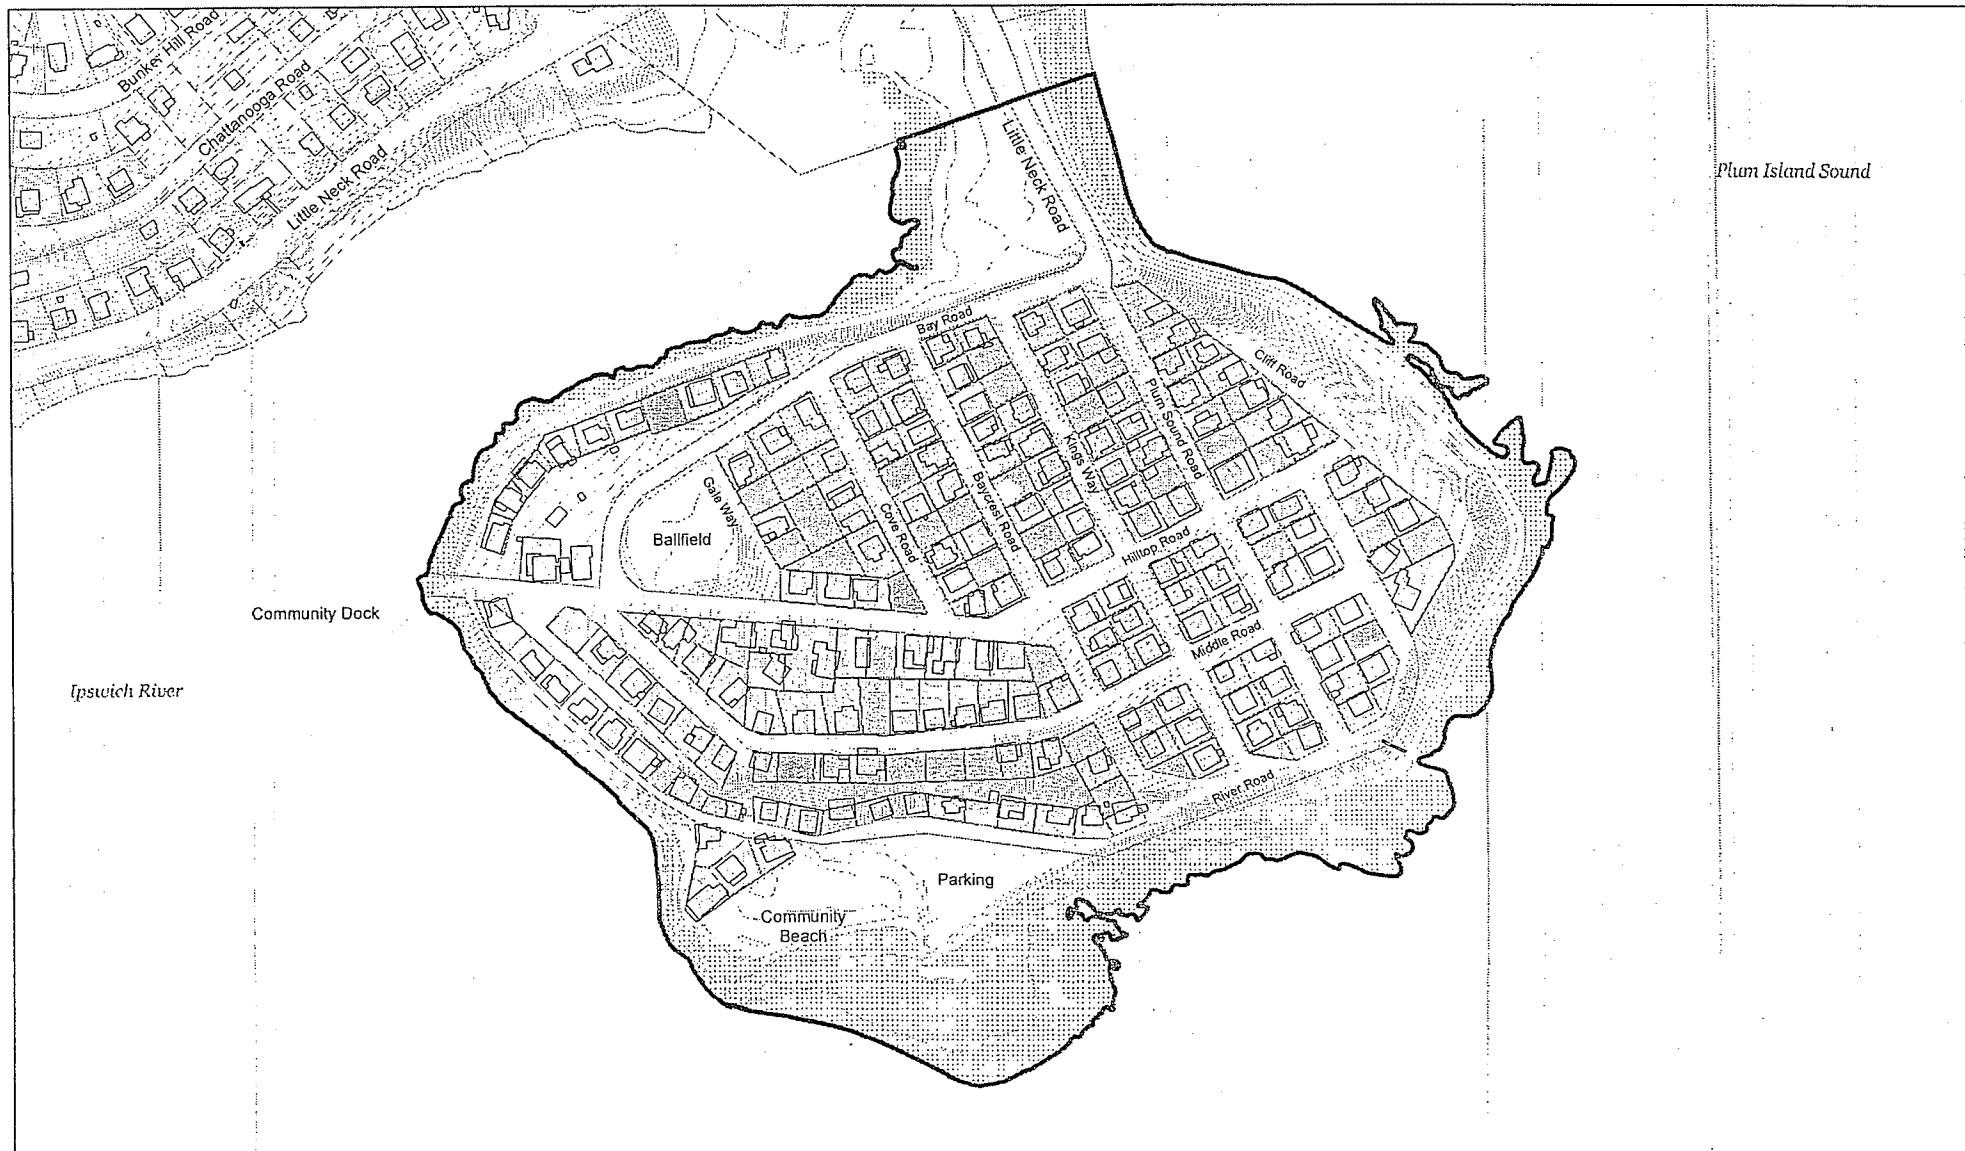 Bunker Hill Road
Chattanooga Road
Little Neck Road
Little Neck Road
Plum Island Sound
Bay Road
Cliff Road
Plum Sound Road
Kings Way
Baycrest Road
Cove Road
Gale Way
Ballfield
Hilltop Road
Community Dock
Middle Road
Ipswich River
River Road
Parking
Community
Beach